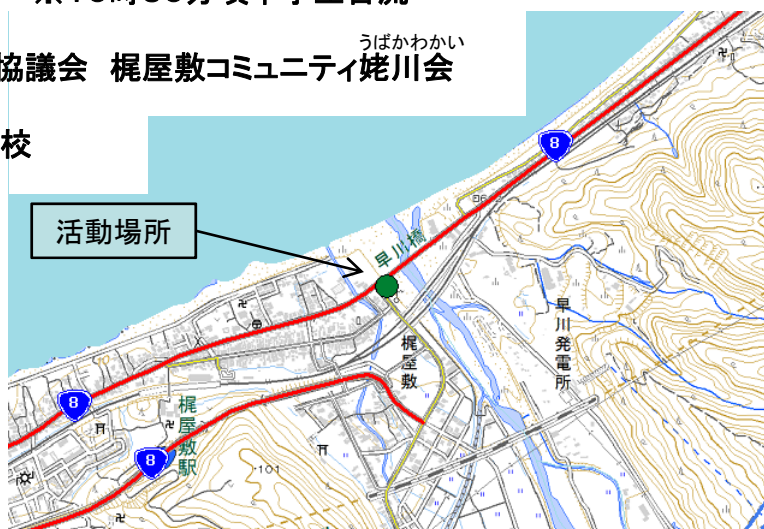 うばかわかい
協議会 梶屋敷コミュニティ姥川会
校
8
活動場所
早川橋
早川発電所
梶屋敷
8
梶屋敷駅
8
101